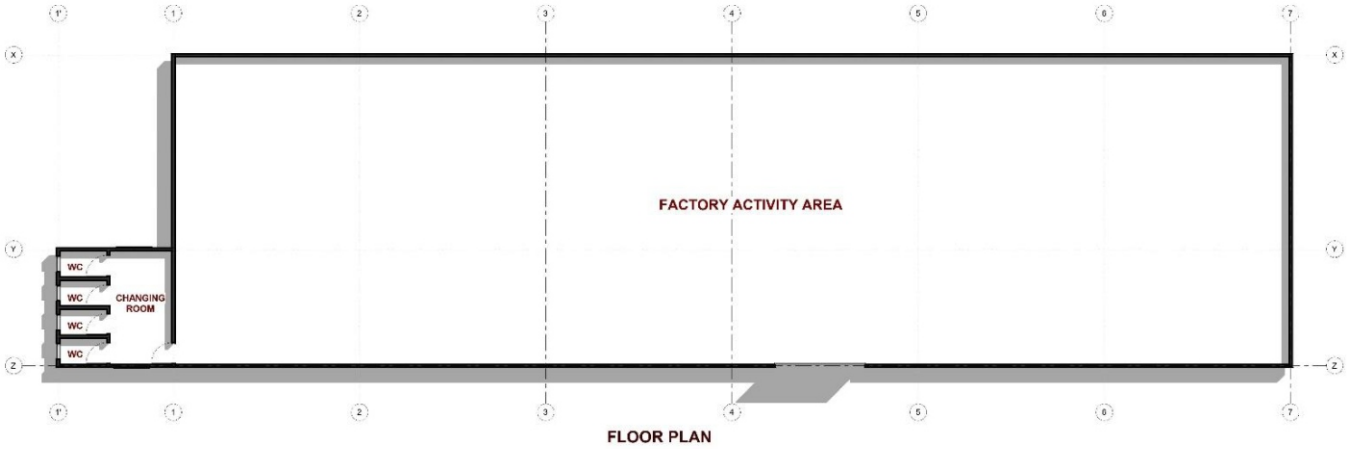 1' 1 2 3 4 5 6 7
X X
FACTORY ACTIVITY AREA
Y Y
WC
WC
CHANGING
ROOM
WC
WC
Z Z
1' 1 2 3 4 5 6 7
FLOOR PLAN